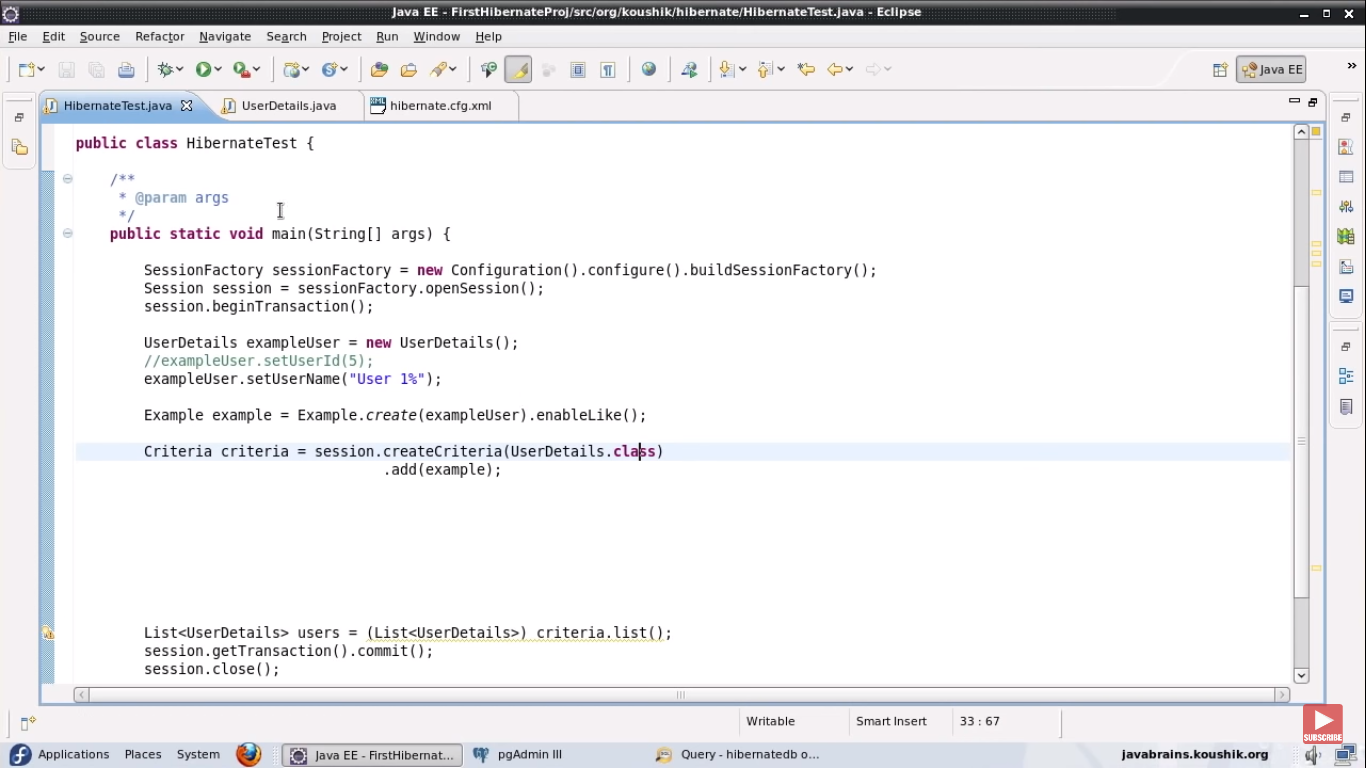 Java EE - FirstHibernateProj/src/org/koushik/hibernate/HibernateTest.java - Eclipse
File Edit Source Refactor Navigate Search Project Run Window Help
Java EE
HibernateTest.java UserDetails.java hibernate.cfg.xml
public class HibernateTest {
/**
* @param args
*/
public static void main(String[] args) {
SessionFactory sessionFactory = new Configuration().configure().buildSessionFactory();
Session session = sessionFactory.openSession();
session.beginTransaction();
UserDetails exampleUser = new UserDetails();
//exampleUser.setUserId(5);
exampleUser.setUserName("User 1%");
Example example = Example.create(exampleUser).enableLike();
Criteria criteria = session.createCriteria(UserDetails.class)
.add(example);
List<UserDetails> users = (List<UserDetails>) criteria.list();
session.getTransaction().commit();
session.close();
Writable Smart Insert 33 : 67
SUBSCRIBE
Applications Places System Java EE - FirstHibernat... pgAdmin III Query - hibernatedb o... javabrains.koushik.org